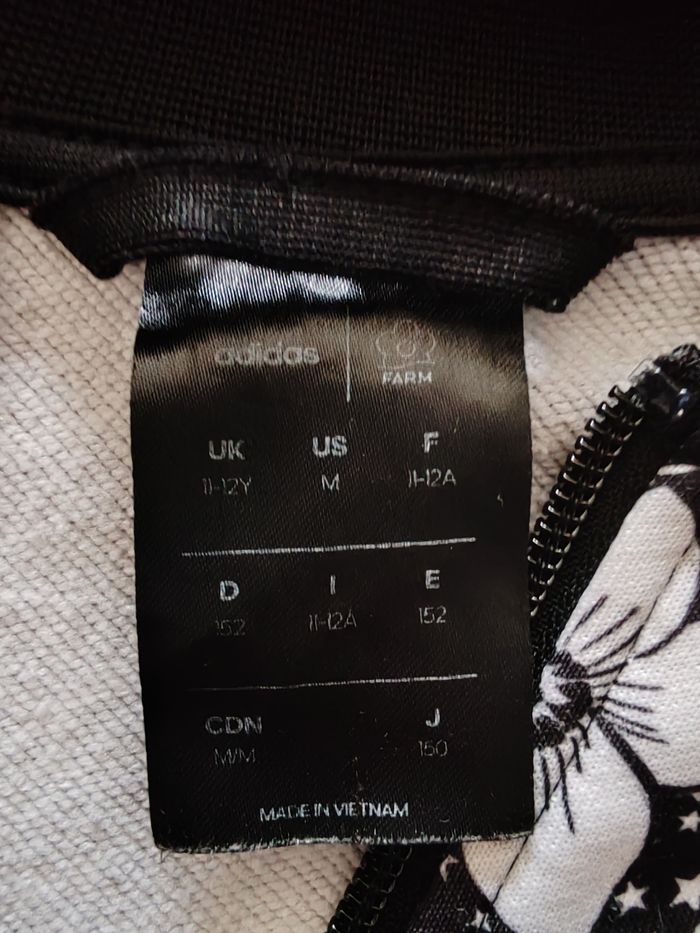 adidas
FARM
UK US F
11-12Y M 11-12A
D I E
152 11-12A 152
CDN J
M/M 150
MADE IN VIETNAM